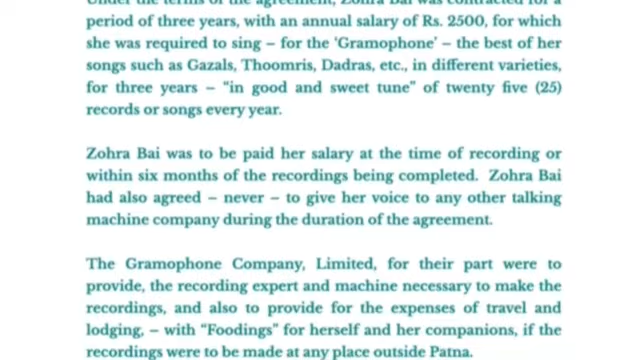 Under the terms of the agreement, Zohra Bai was contracted for a
period of three years, with an annual salary of Rs. 2500, for which
she was required to sing – for the ‘Gramophone’ – the best of her
songs such as Gazals, Thoomris, Dadras, etc., in different varieties,
for three years – “in good and sweet tune” of twenty five (25)
records or songs every year.
Zohra Bai was to be paid her salary at the time of recording or
within six months of the recordings being completed. Zohra Bai
had also agreed – never – to give her voice to any other talking
machine company during the duration of the agreement.
The Gramophone Company, Limited, for their part were to
provide, the recording expert and machine necessary to make the
recordings, and also to provide for the expenses of travel and
lodging, – with “Foodings” for herself and her companions, if the
recordings were to be made at any place outside Patna.